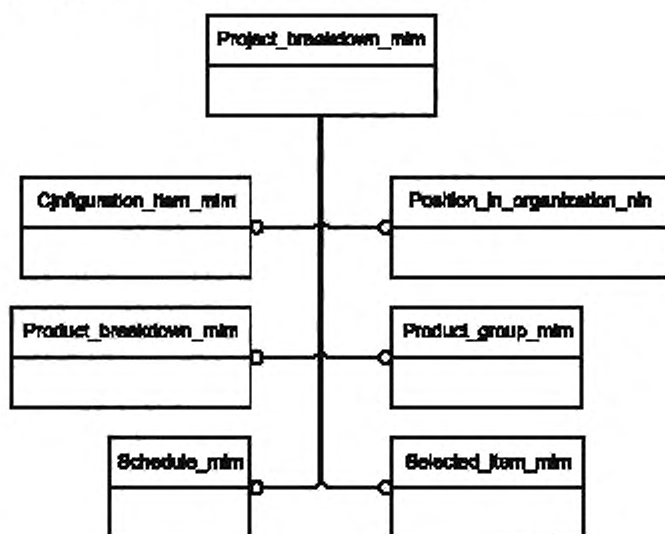 Project_breakdown_mim
Configuration_item_mim
Position_in_organization_mim
Product_breakdown_mim
Product_group_mim
Schedule_mim
Selected_item_mim